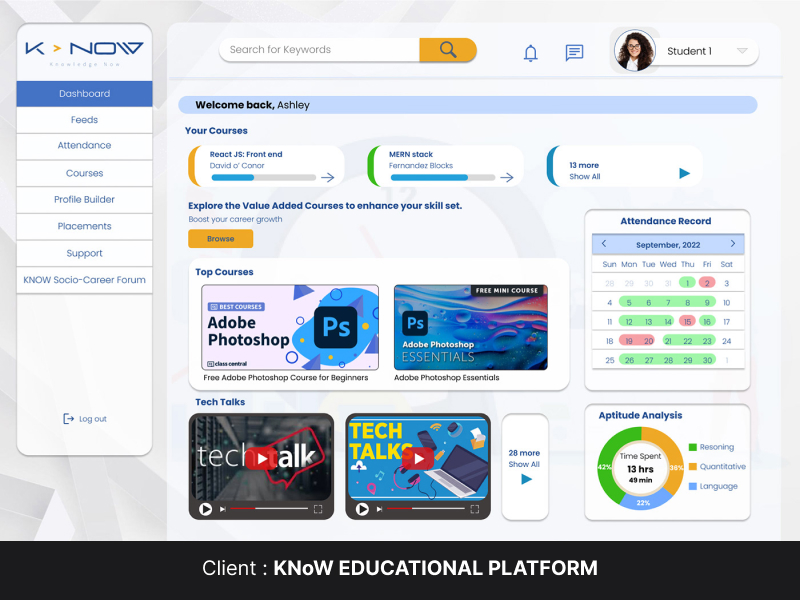 K > NOW
Knowledge Now
Dashboard
Feeds
Attendance
Courses
Profile Builder
Placements
Support
KNOW Socio-Career Forum
Log out
Search for Keywords
Student 1
Welcome back, Ashley
Your Courses
React JS: Front end
David o' Conor
MERN stack
Fernandez Blocks
13 more
Show All
Explore the Value Added Courses to enhance your skill set.
Boost your career growth
Browse
Top Courses
BEST COURSES
Adobe
Photoshop
Ps
class central
Free Adobe Photoshop Course for Beginners
FREE MINI COURSE
Ps
Adobe Photoshop
ESSENTIALS
Adobe Photoshop Essentials
Tech Talks
tech talk
TECH
TALKS
28 more
Show All
Attendance Record
< September, 2022 >
Sun Mon Tue Wed Thu Fri Sat
28 29 30 31 1 2 3
4 5 6 7 8 9 10
11 12 13 14 15 16 17
18 19 20 21 22 23 24
25 26 27 28 29 30 1
Aptitude Analysis
Time Spent
13 hrs
49 min
42%
36%
22%
Resoning
Quantitative
Language
Client : KNoW EDUCATIONAL PLATFORM